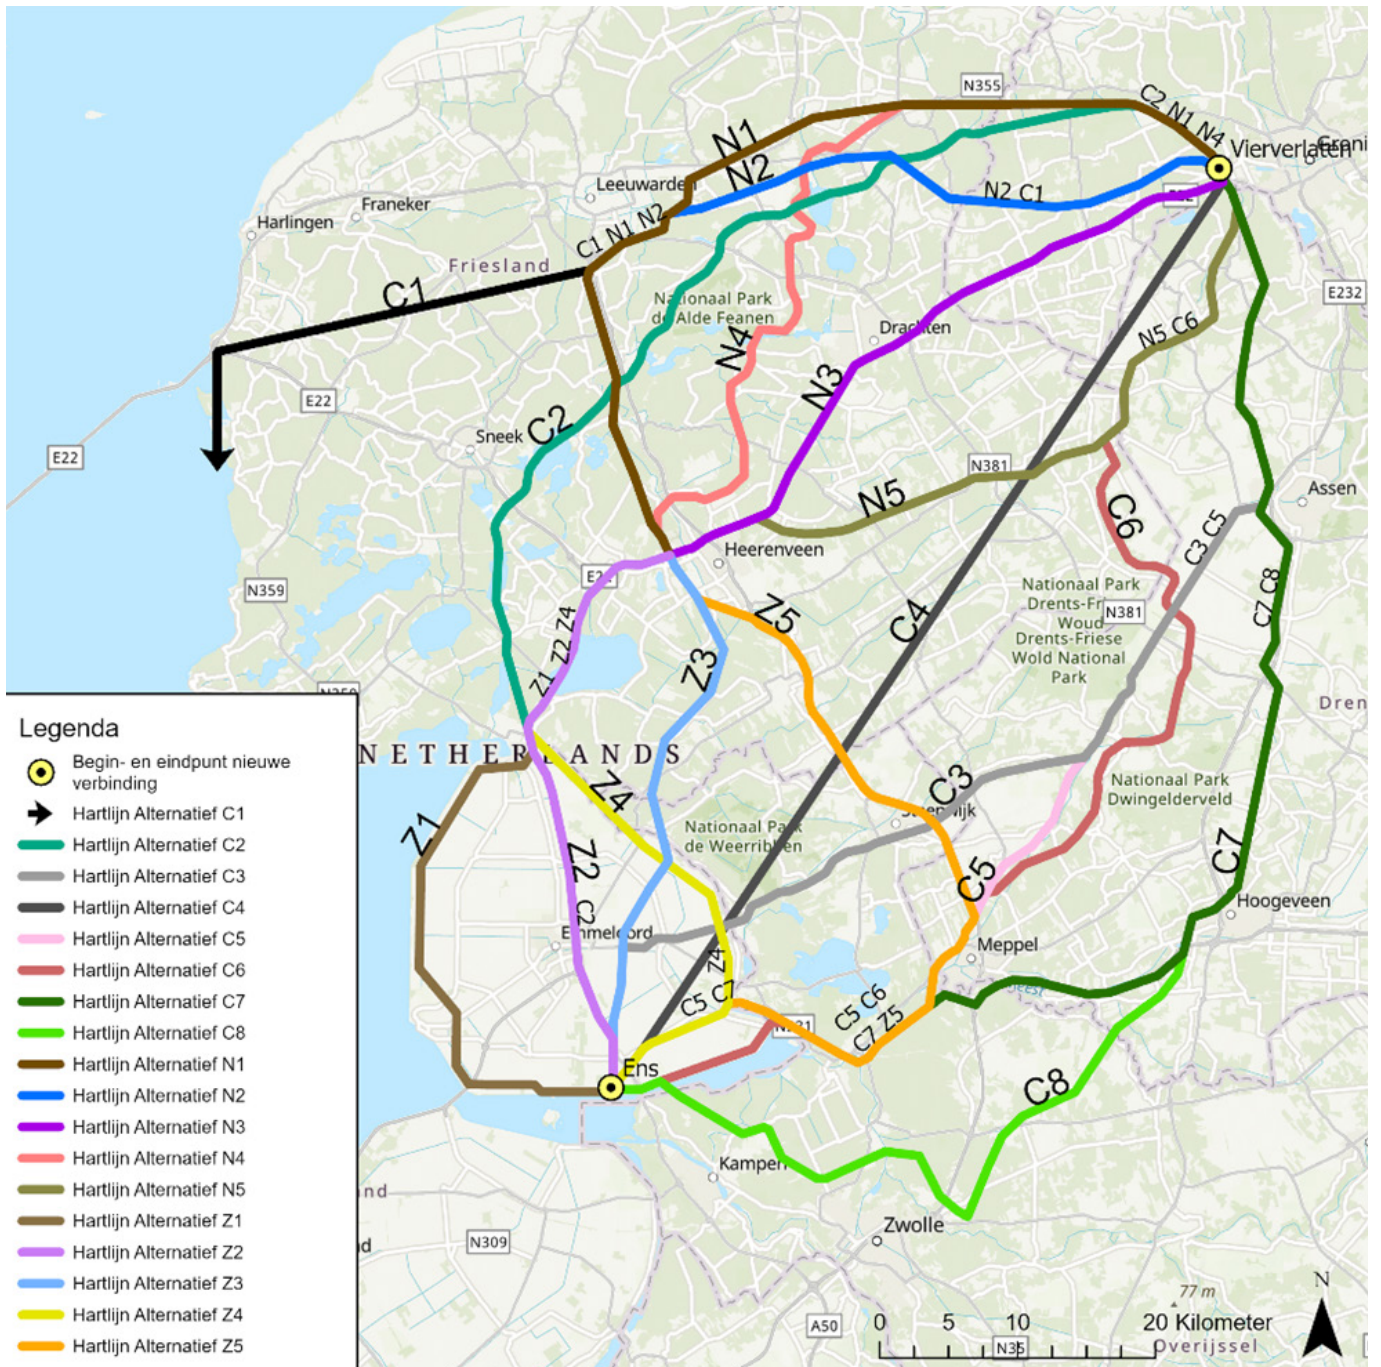 N355
C2 N1 N4
Vierverlaten
N1
N2
Leeuwarden
N2 C1
Franeker
Harlingen
C1 N1 N2
Friesland
C1
Nationaal Park
de Alde Feanen
E232
N4
Drachten
N5 C6
N3
E22
C2
Sneek
E22
N381
Assen
N5
C6
C3 C5
Heerenveen
N359
Nationaal Park
Drents-Fr
Woud
N381
Drents-Friese
Wold National
Park
C7 C8
Z5
C4
Z1 Z2 Z4
Z3
Dren
NETHERLANDS
Z4
C3
Nationaal Park
Dwingelderveld
Z1
Nationaal Park
de Weerribben
Z2
C7
C5
Hoogeveen
C2
Emmeloord
Meppel
Z4
C5 C7
C5 C6
C7 Z5
Ens
C8
Kampen
Zwolle
N309
A50
77 m
N35
Overijssel
N
0 5 10 20 Kilometer
Legenda
Begin- en eindpunt nieuwe
verbinding
Hartlijn Alternatief C1
Hartlijn Alternatief C2
Hartlijn Alternatief C3
Hartlijn Alternatief C4
Hartlijn Alternatief C5
Hartlijn Alternatief C6
Hartlijn Alternatief C7
Hartlijn Alternatief C8
Hartlijn Alternatief N1
Hartlijn Alternatief N2
Hartlijn Alternatief N3
Hartlijn Alternatief N4
Hartlijn Alternatief N5
Hartlijn Alternatief Z1
Hartlijn Alternatief Z2
Hartlijn Alternatief Z3
Hartlijn Alternatief Z4
Hartlijn Alternatief Z5